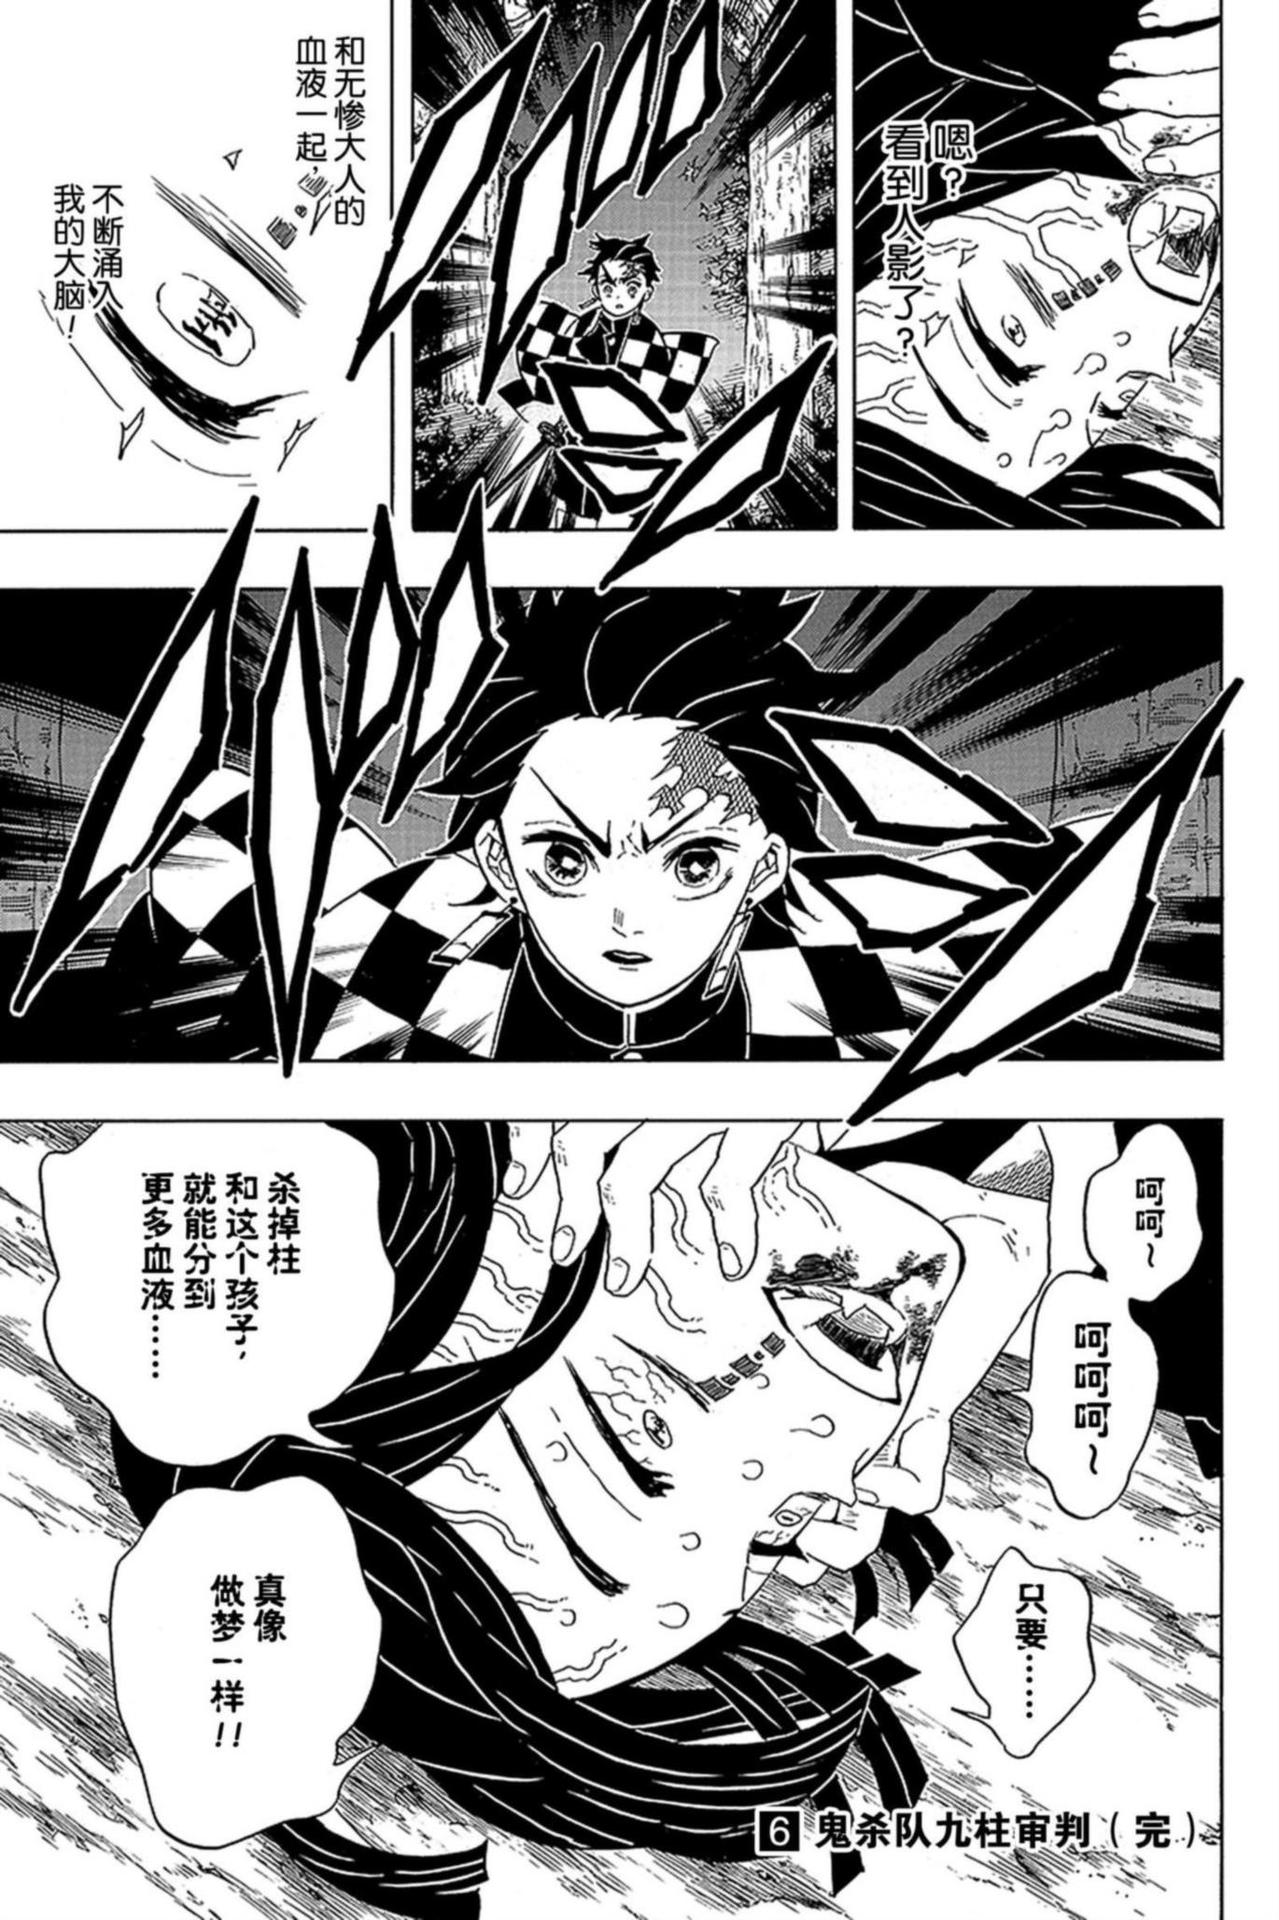 嗯？
看到人影了？
和无惨大人的
血液一起，
不断涌入
我的大脑！
呵呵～
呵呵呵～
只要……
杀掉柱
和这个孩子，
就能分到
更多血液……
真像
做梦一样！！
6 鬼杀队九柱审判（完）